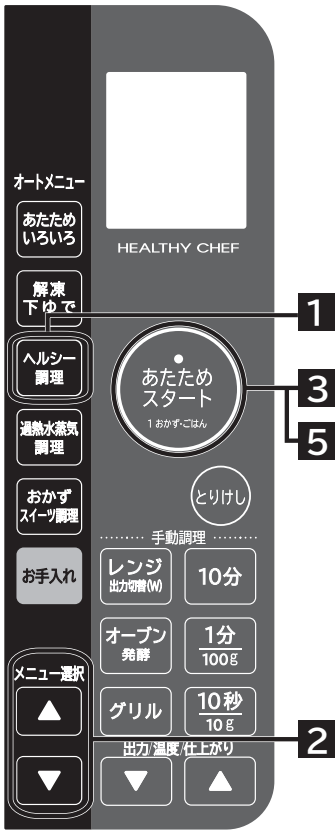 オートメニュー
あたため
いろいろ
HEALTHY CHEF
解凍
下ゆで
1
ヘルシー
調理
あたため
スタート
1 おかず・ごはん
3
5
過熱水蒸気
調理
おかず
スイーツ調理
とりけし
手動調理
お手入れ
レンジ
出力切替(W)
10分
オーブン
発酵
1分
100g
メニュー選択
グリル
10秒
10g
2
出力/温度/仕上がり